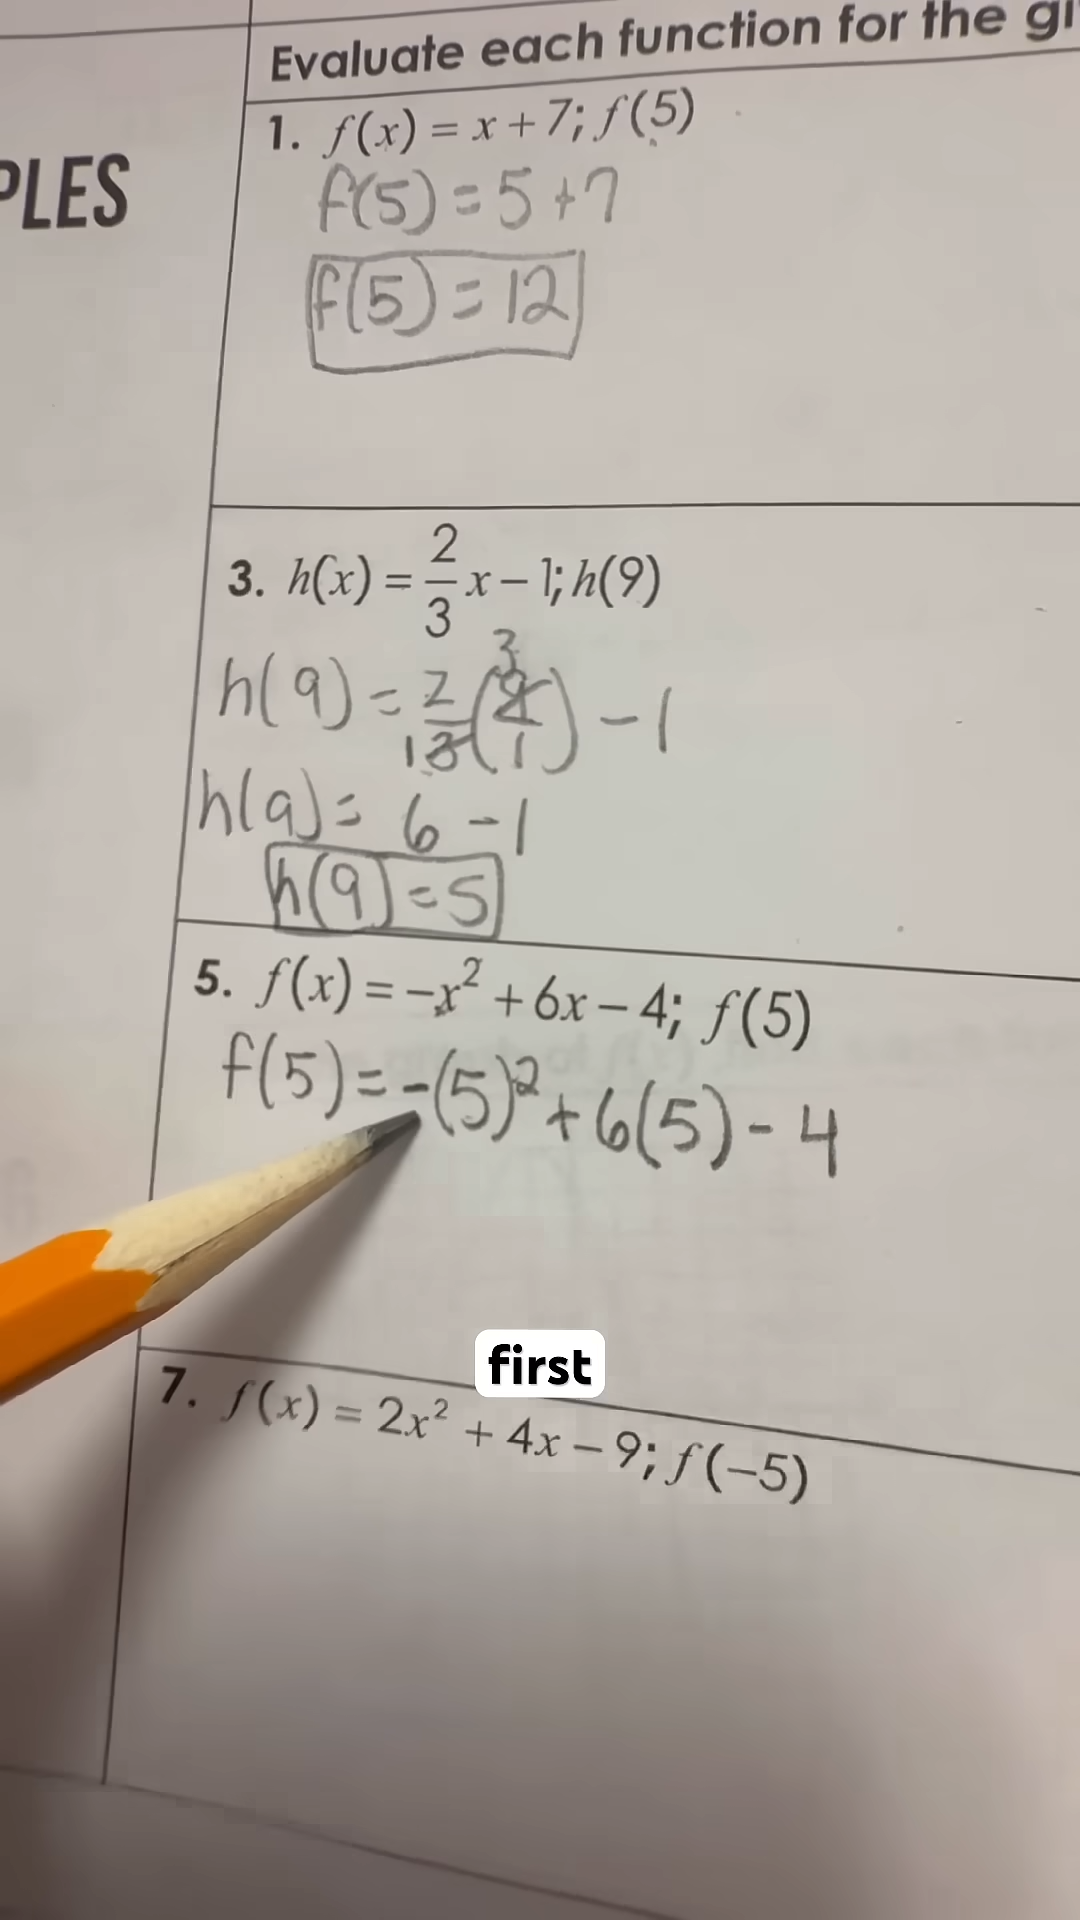 Evaluate each function for the
PLES
1. f(x) = x + 7; f(5)
f(5) = 5 + 7
f(5) = 12
3. h(x) = 2/3 x – 1; h(9)
h(9) = 2/3 (9/1) – 1
3
1
h(9) = 6 – 1
h(9) = 5
5. f(x) = –x² + 6x – 4; f(5)
f(5) = –(5)² + 6(5) – 4
first
7. f(x) = 2x² + 4x – 9; f(–5)